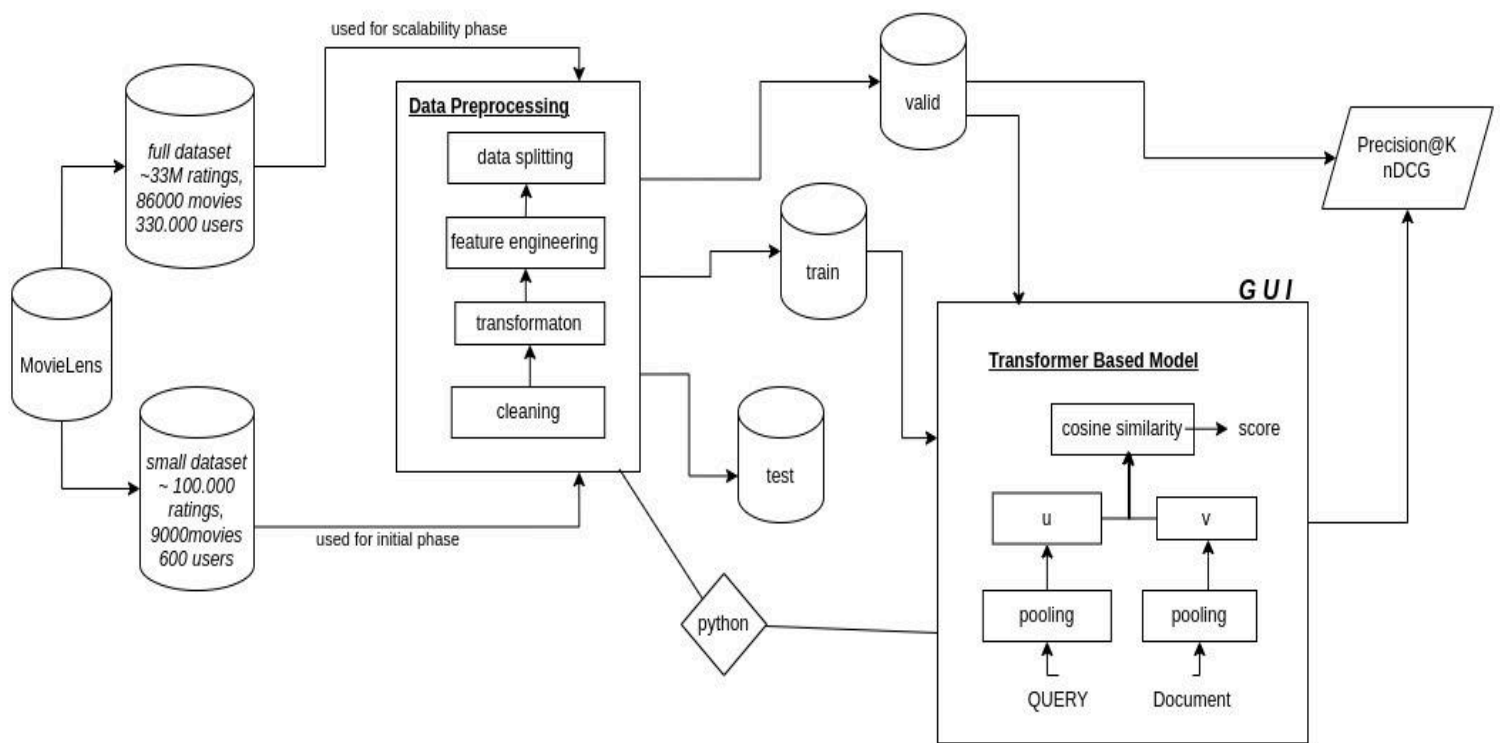 used for scalability phase
full dataset
~33M ratings,
86000 movies
330.000 users
MovieLens
small dataset
~ 100.000
ratings,
9000movies
600 users
used for initial phase
Data Preprocessing
data splitting
feature engineering
transformaton
cleaning
valid
train
test
python
Precision@K
nDCG
GUI
Transformer Based Model
cosine similarity
score
u
v
pooling
pooling
QUERY
Document